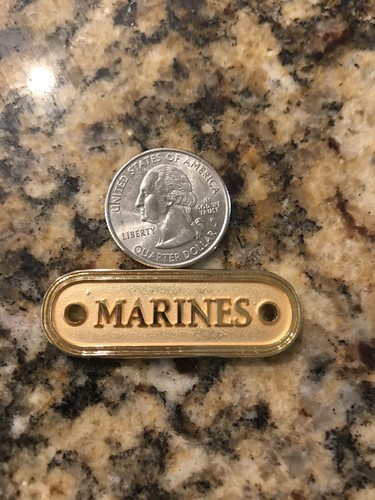 UNITED STATES OF AMERICA
LIBERTY
IN
GOD WE
TRUST
P
QUARTER DOLLAR
MARINES